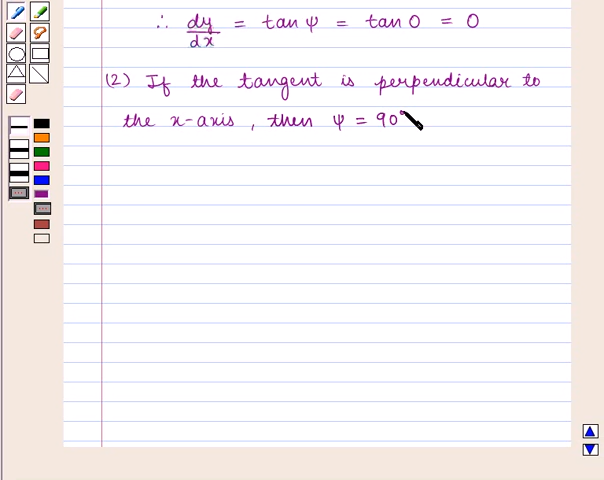 ∴ dy/dx = tan ψ = tan 0 = 0
(2) If the tangent is perpendicular to
the x-axis, then ψ = 90°